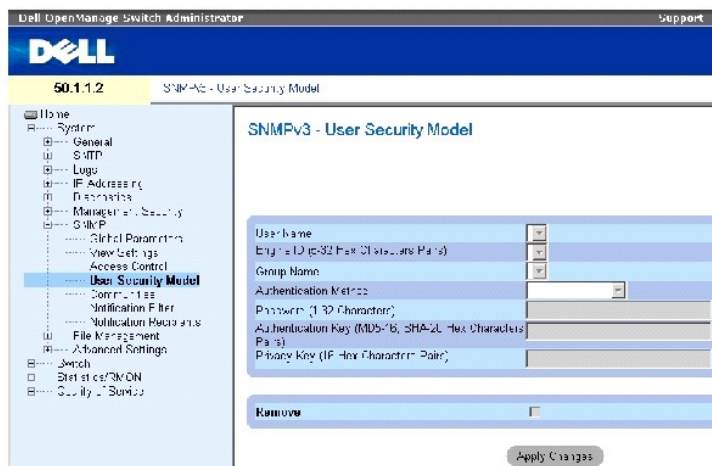 Dell OpenManage Switch Administrator
Support
DELL
50.1.1.2
SNMPv3 - User Security Model
Home
System
General
SNTP
Logs
IP Addressing
Diagnostics
Management Security
SNMP
Global Parameters
View Settings
Access Control
User Security Model
Communities
Notification Filter
Notification Recipients
File Management
Advanced Settings
Switch
Statistics/RMON
Quality of Service
SNMPv3 - User Security Model
User Name
Engine ID (5-32 Hex Characters Pairs)
Group Name
Authentication Method
Password (1-32 Characters)
Authentication Key (MD5-16, SHA-20 Hex Characters
Pairs)
Privacy Key (16 Hex Characters Pairs)
Remove
Apply Changes